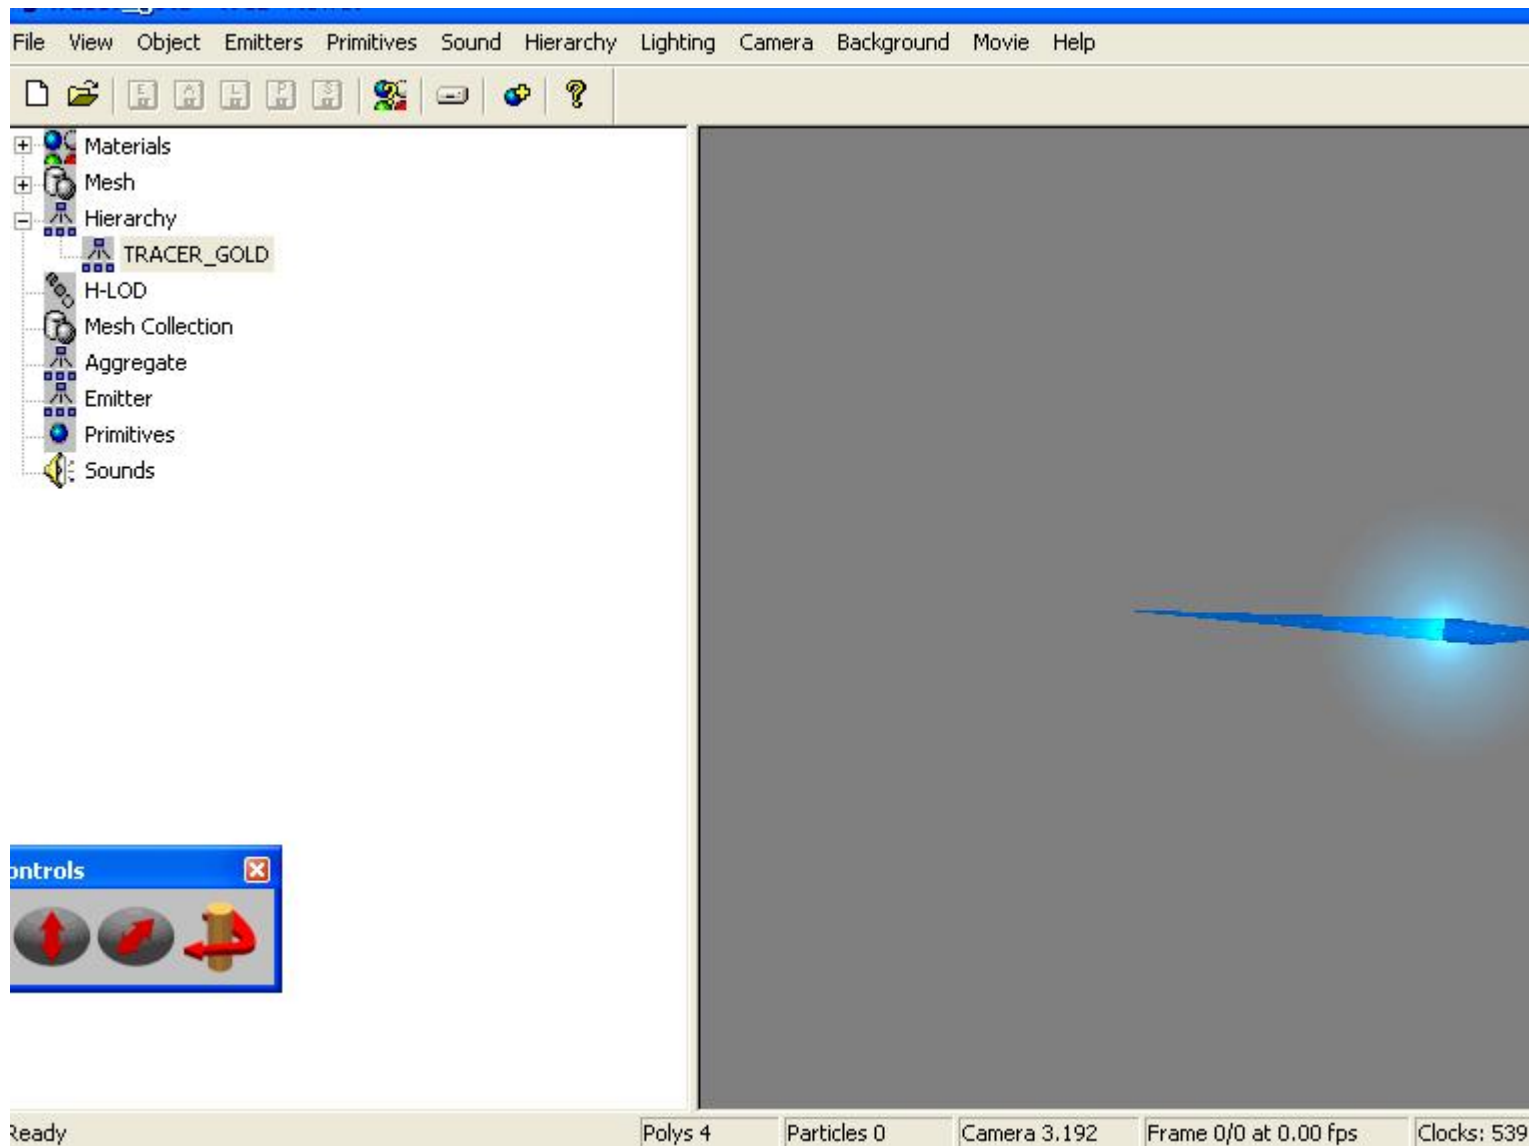 File View Object Emitters Primitives Sound Hierarchy Lighting Camera Background Movie Help
E A L P S
Materials
Mesh
Hierarchy
TRACER_GOLD
H-LOD
Mesh Collection
Aggregate
Emitter
Primitives
Sounds
ontrols
Ready Polys 4 Particles 0 Camera 3.192 Frame 0/0 at 0.00 fps Clocks: 539